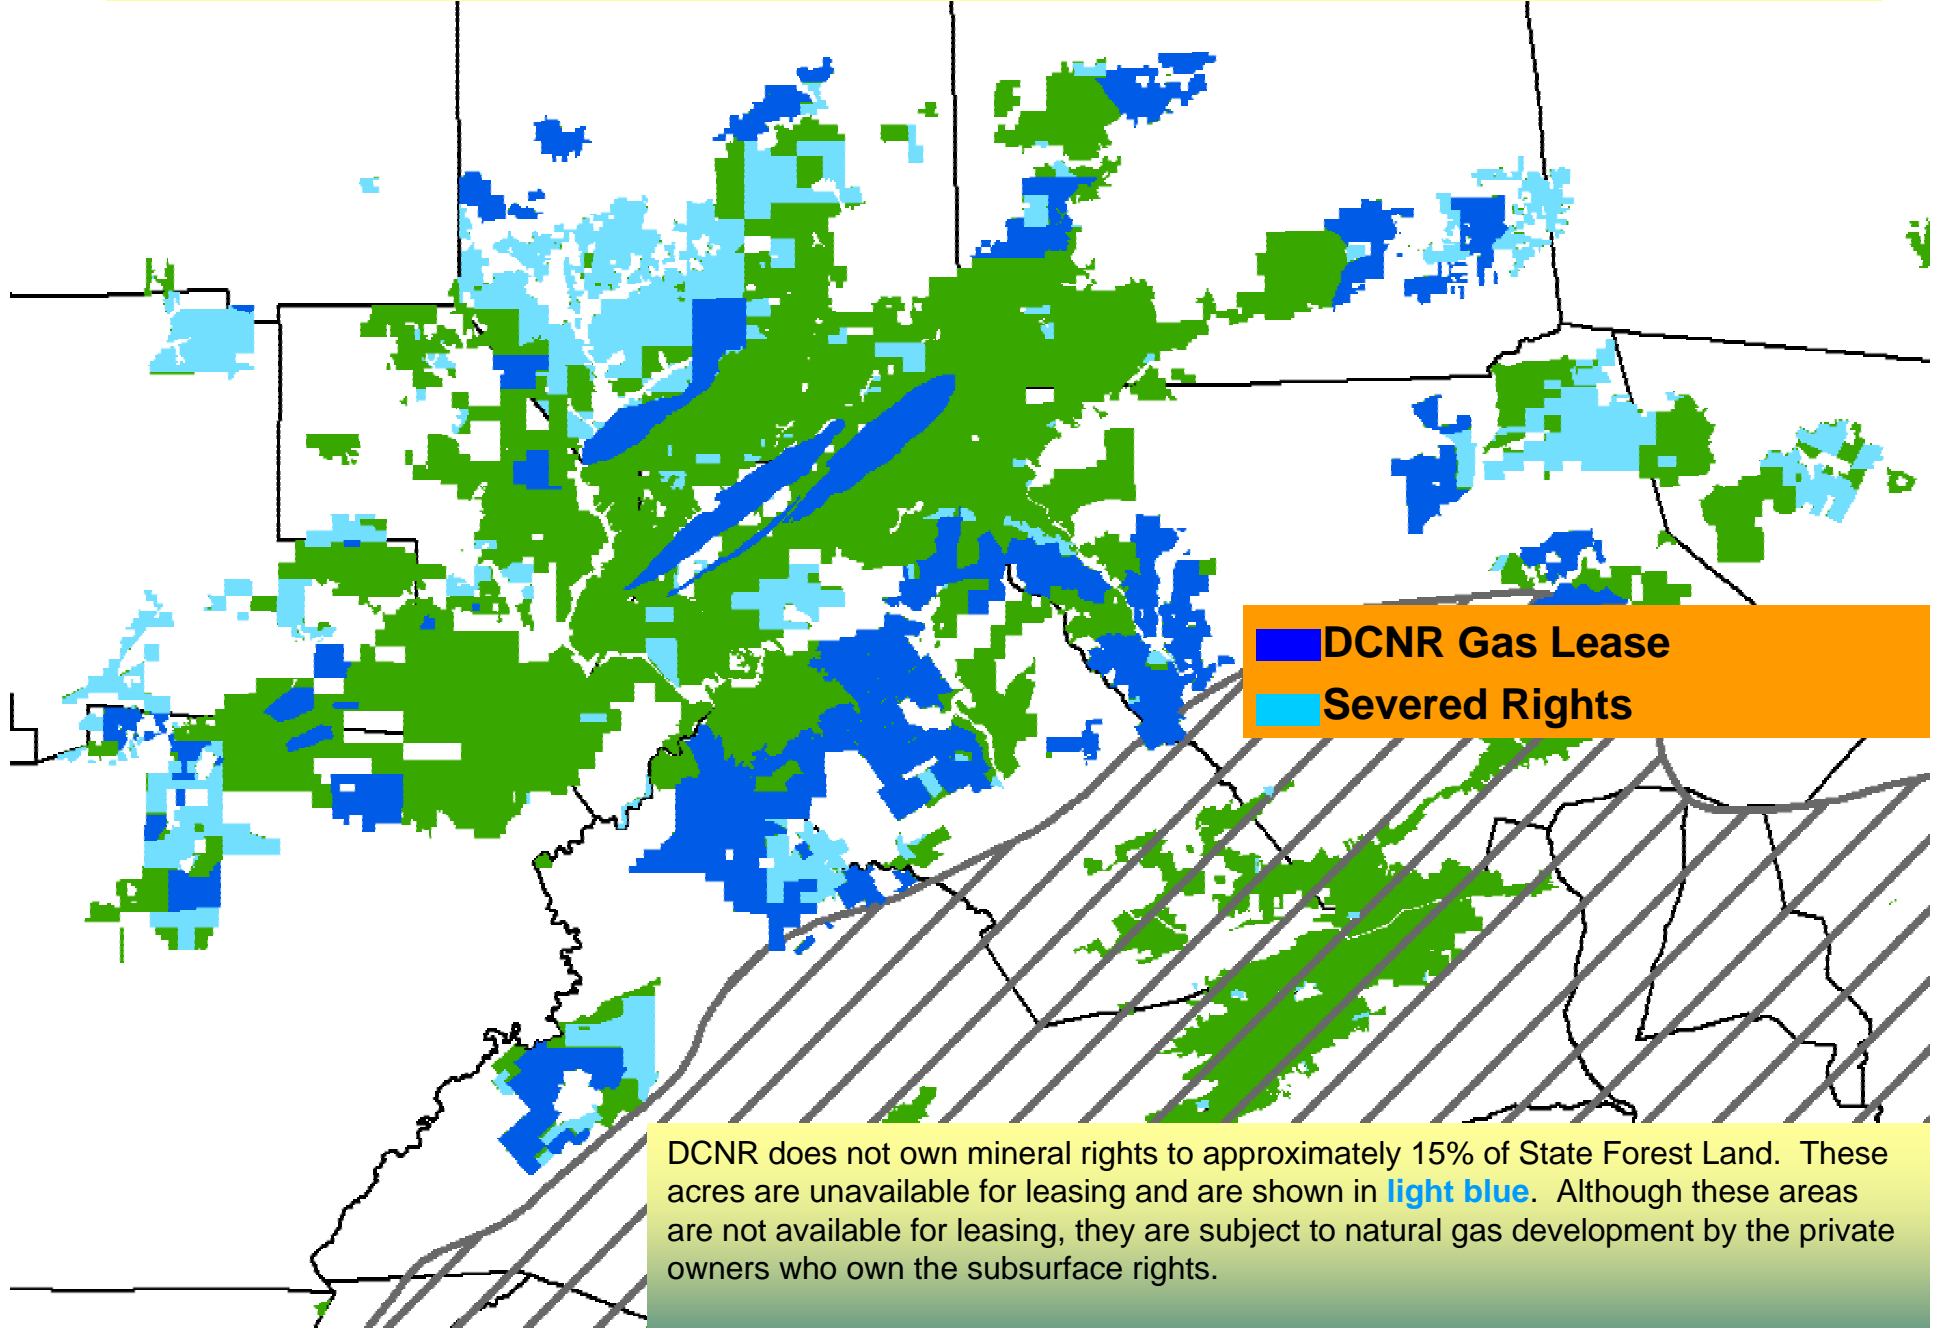 DCNR Gas Lease
Severed Rights
DCNR does not own mineral rights to approximately 15% of State Forest Land.  These
acres are unavailable for leasing and are shown in light blue.  Although these areas
are not available for leasing, they are subject to natural gas development by the private
owners who own the subsurface rights.